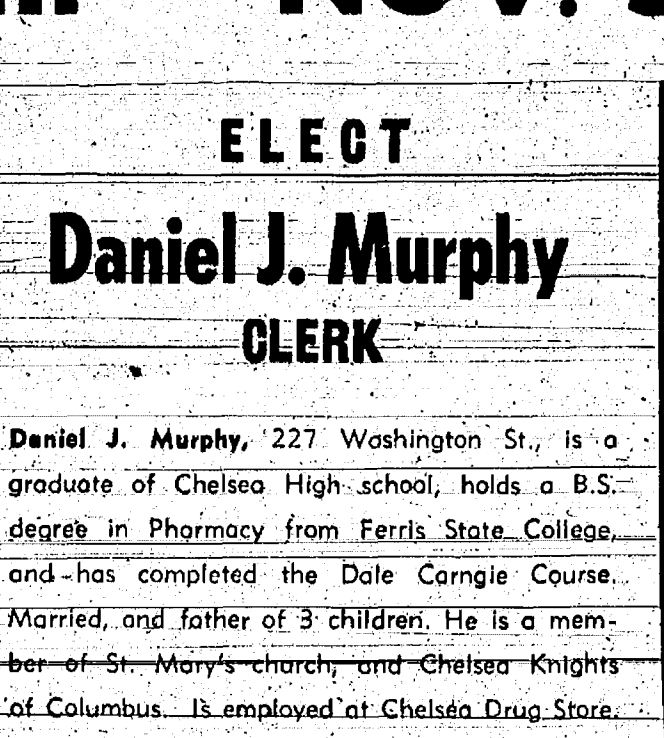 NOV.
ELECT
Daniel J. Murphy
CLERK
Daniel J. Murphy, 227 Washington St., is a
graduate of Chelsea High school, holds a B.S.
degree in Pharmacy from Ferris State College,
and has completed the Dale Carngie Course.
Married, and father of 3 children. He is a mem-
ber of St. Mary's church, and Chelsea Knights
of Columbus. Is employed at Chelsea Drug Store.